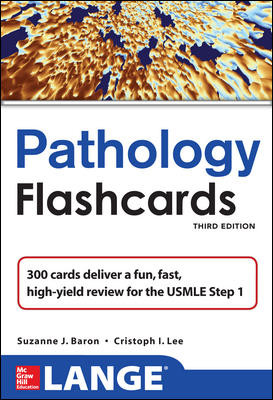 Pathology
Flashcards
THIRD EDITION
300 cards deliver a fun, fast,
high-yield review for the USMLE Step 1
Suzanne J. Baron • Cristoph I. Lee
Mc
Graw
Hill
Education
LANGE®